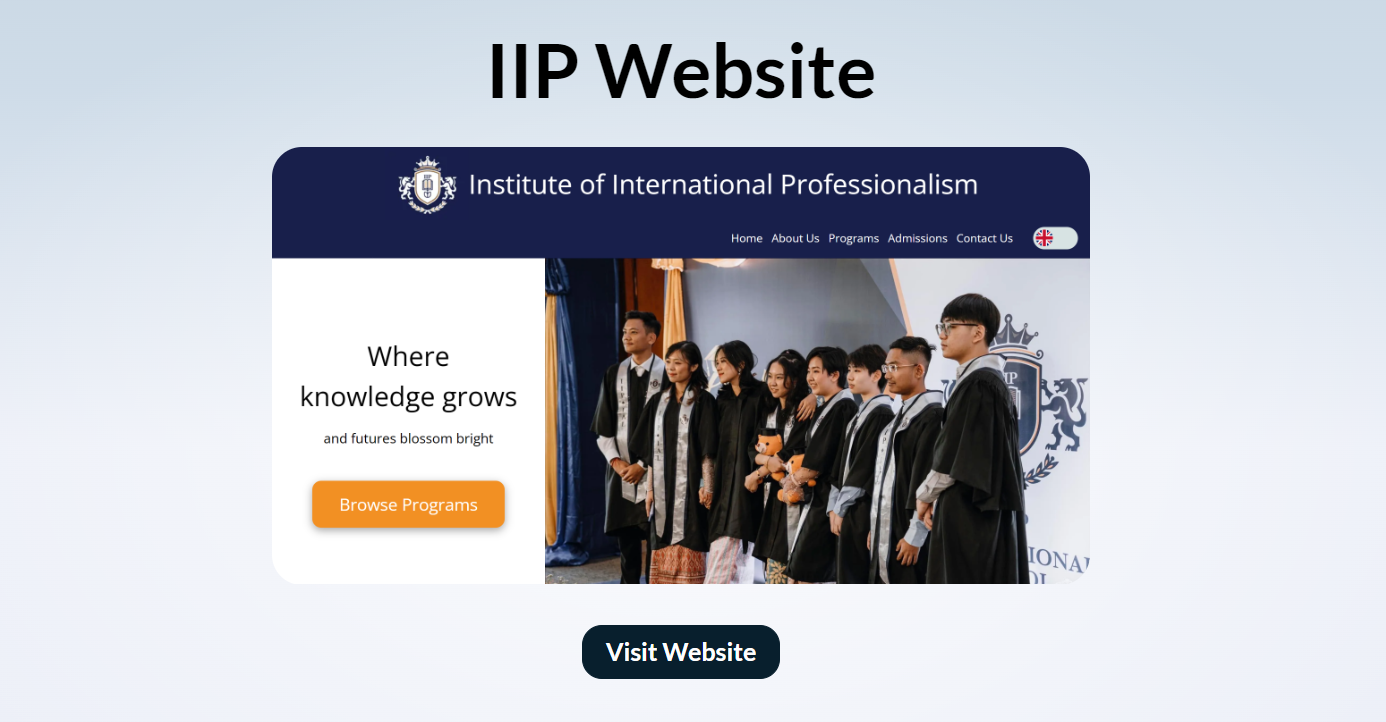 IIP Website
Institute of International Professionalism
Home About Us Programs Admissions Contact Us
Where
knowledge grows
and futures blossom bright
Browse Programs
IIP
Visit Website